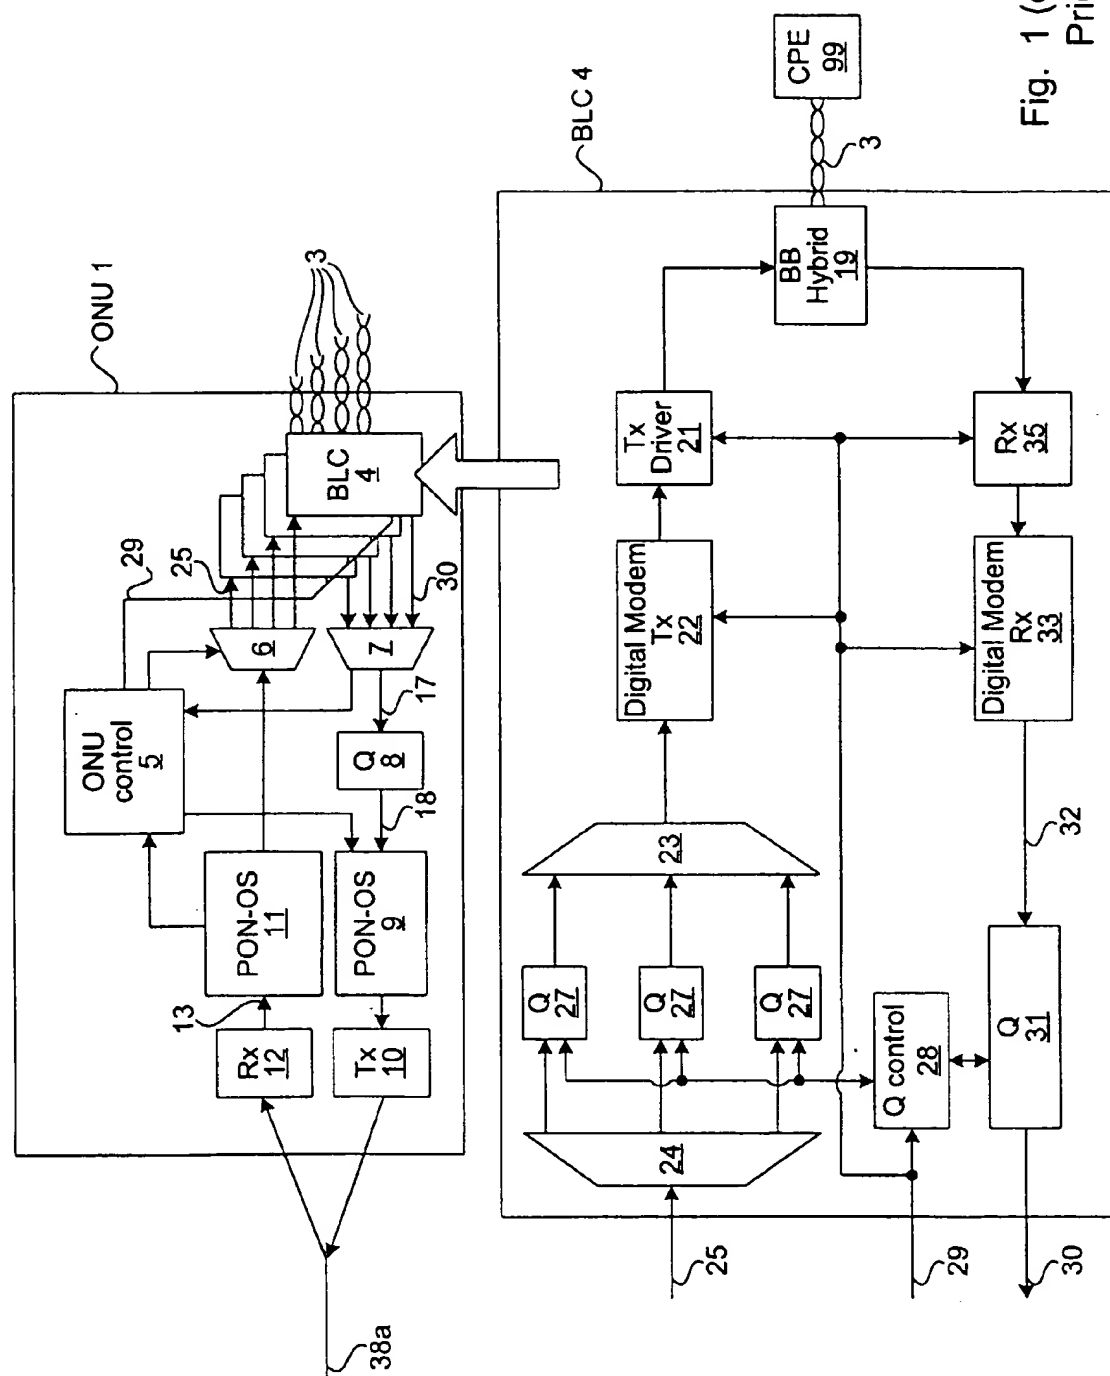 ONU 1
ONU
control
5
29
25
6
BLC
4
3
30
7
17
Q
8
18
PON-OS
11
PON-OS
9
13
Rx
12
Tx
10
38a
BLC 4
CPE
99
3
BB
Hybrid
19
Tx
Driver
21
Digital Modem
Tx
22
23
Q
27
Q
27
Q
27
24
25
Rx
35
Digital Modem
Rx
33
32
Q control
28
Q
31
29
30
Fig. 1 (